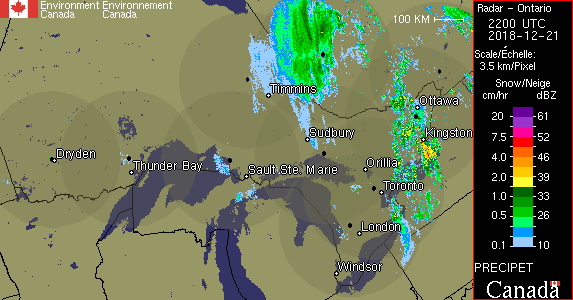 Environment Environnement
Canada Canada
100 KM
Timmins
Ottawa
Sudbury
Kingston
Dryden
Thunder Bay
Sault Ste. Marie
Orillia
Toronto
London
Windsor
Radar - Ontario
2200 UTC
2018-12-21
Scale/Échelle:
3.5 km/Pixel
Snow/Neige
cm/hr dBZ
20 61
7.5 52
4.0 46
2.0 39
1.0 33
0.5 26
0.1 10
PRECIPET
Canada